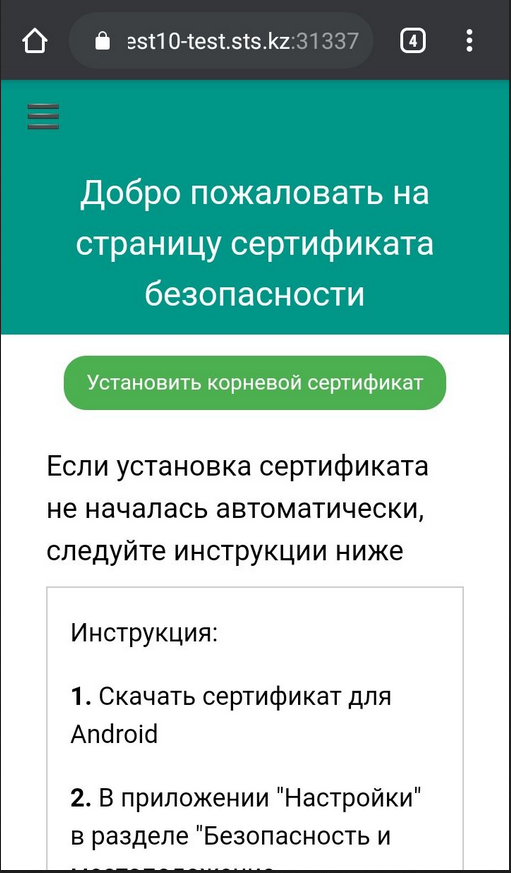 est10-test.sts.kz:31337
4
Добро пожаловать на
страницу сертификата
безопасности
Установить корневой сертификат
Если установка сертификата
не началась автоматически,
следуйте инструкции ниже
Инструкция:
1. Скачать сертификат для
Android
2. В приложении "Настройки"
в разделе "Безопасность и
местоположение